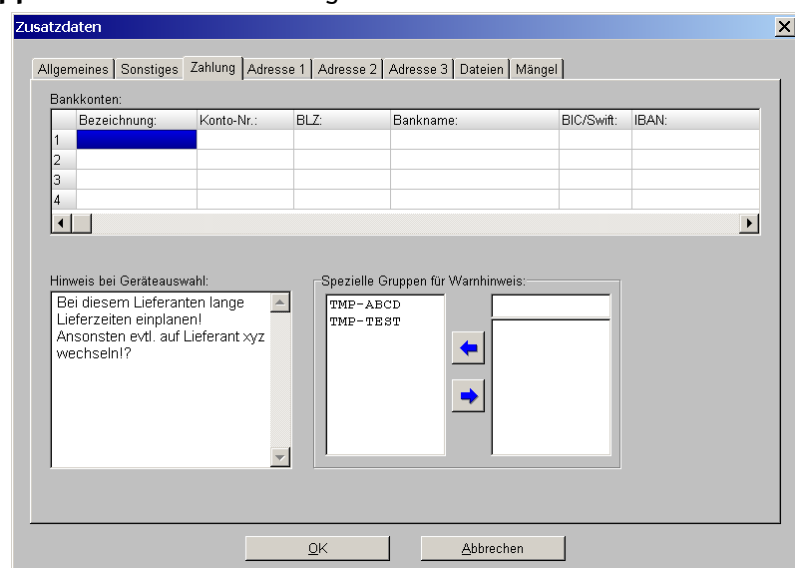 Zusatzdaten
Allgemeines Sonstiges Zahlung Adresse 1 Adresse 2 Adresse 3 Dateien Mängel
Bankkonten:
Bezeichnung: Konto-Nr.: BLZ: Bankname: BIC/Swift: IBAN:
1
2
3
4
Hinweis bei Geräteauswahl:
Bei diesem Lieferanten lange
Lieferzeiten einplanen!
Ansonsten evtl. auf Lieferant xyz
wechseln!?
Spezielle Gruppen für Warnhinweis:
TMP-ABCD
TMP-TEST
OK Abbrechen